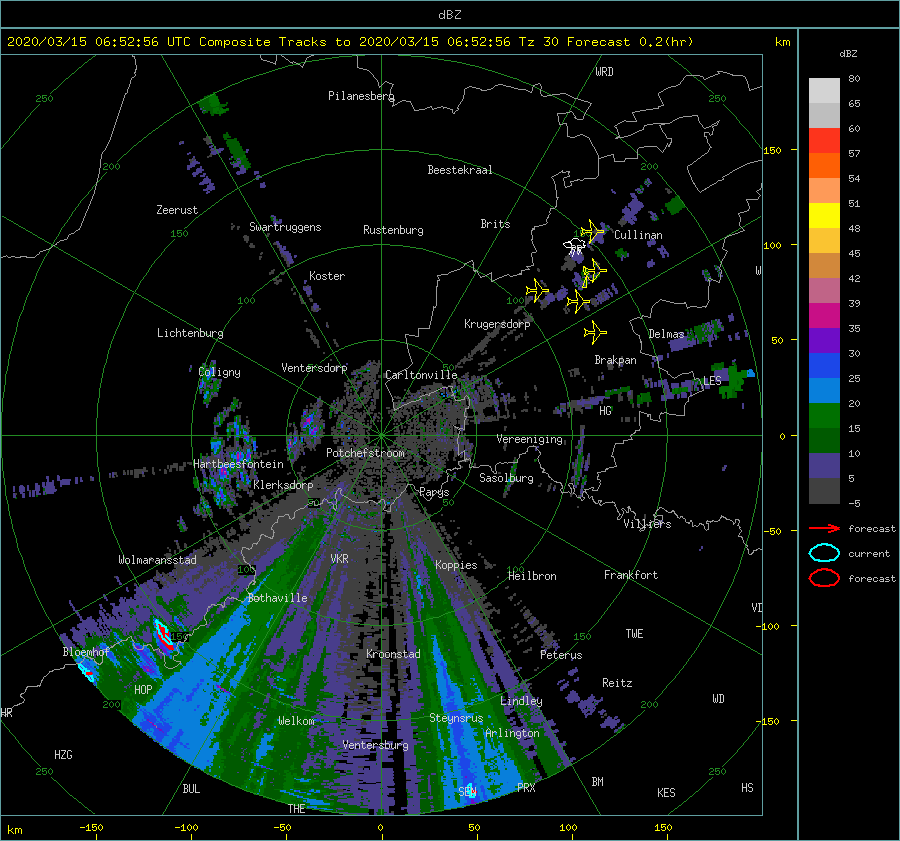 dBZ
2020/03/15 06:52:56 UTC Composite Tracks to 2020/03/15 06:52:56 Tz 30 Forecast 0.2(hr)
km
dBZ
WRD
250
Pilanesberg
250
80
65
60
57
54
51
48
45
42
39
35
30
25
20
15
10
5
-5
150
200
Beestekraal
200
Zeerust
Swartruggens
150
Rustenburg
Brits
Cullinan
100
Koster
W
100
100
Krugersdorp
Lichtenburg
Delmas
50
Coligny
Ventersdorp
Carltonville
50
Brakpan
LES
HG
0
Vereeniging
Potchefstroom
Hartbeesfontein
Klerksdorp
Sasolburg
50
Parys
50
Villiers
-50
forecast
current
forecast
Wolmaransstad
VKR
Koppies
100
100
Heilbron
Frankfort
Bothaville
VI
-100
150
150
TWE
Bloemhof
Kroonstad
Peterus
HOP
Reitz
WD
HR
200
Lindley
200
Welkom
Steynsrus
-150
Arlington
HZG
Ventersburg
250
250
BUL
SEN
PRX
BM
KES
HS
THE
km
-150
-100
-50
0
50
100
150